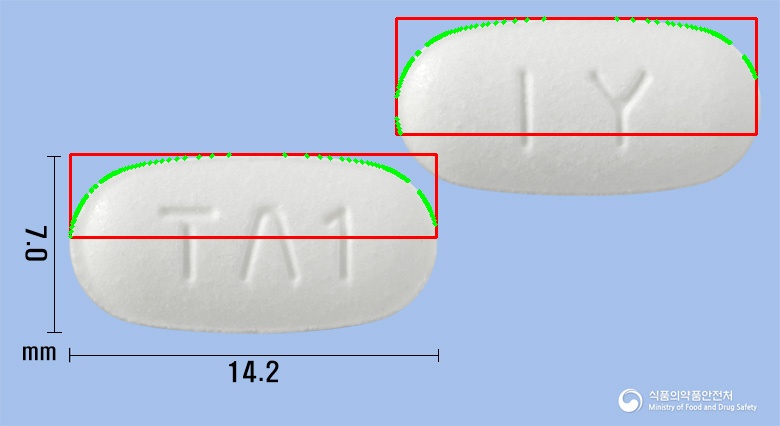 IY
TA1
7.0
mm
14.2
식품의약품안전처
Ministry of Food and Drug Safety